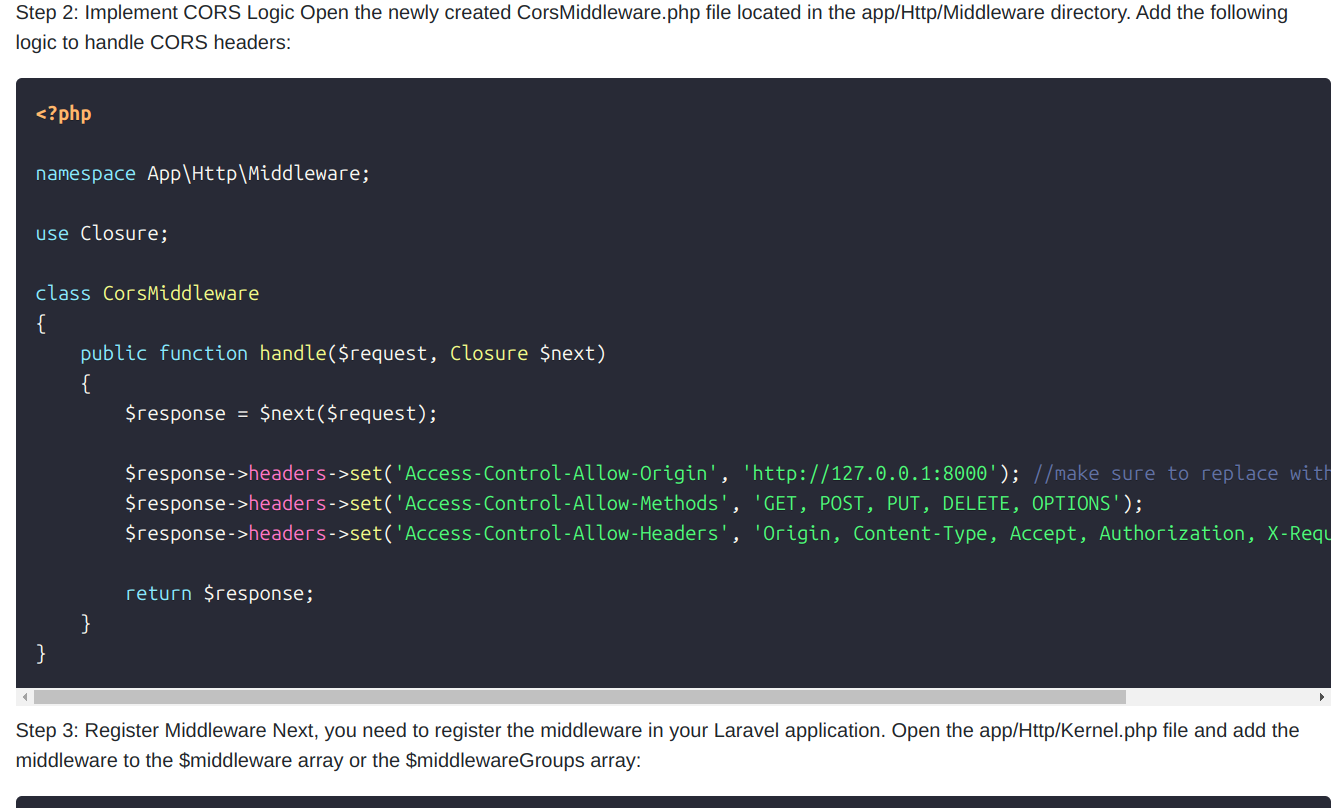 Step 2: Implement CORS Logic Open the newly created CorsMiddleware.php file located in the app/Http/Middleware directory. Add the following
logic to handle CORS headers:
<?php
namespace App\Http\Middleware;
use Closure;
class CorsMiddleware
{
    public function handle($request, Closure $next)
    {
        $response = $next($request);
        $response->headers->set('Access-Control-Allow-Origin', 'http://127.0.0.1:8000'); //make sure to replace with
        $response->headers->set('Access-Control-Allow-Methods', 'GET, POST, PUT, DELETE, OPTIONS');
        $response->headers->set('Access-Control-Allow-Headers', 'Origin, Content-Type, Accept, Authorization, X-Requ
        return $response;
    }
}
Step 3: Register Middleware Next, you need to register the middleware in your Laravel application. Open the app/Http/Kernel.php file and add the
middleware to the $middleware array or the $middlewareGroups array: